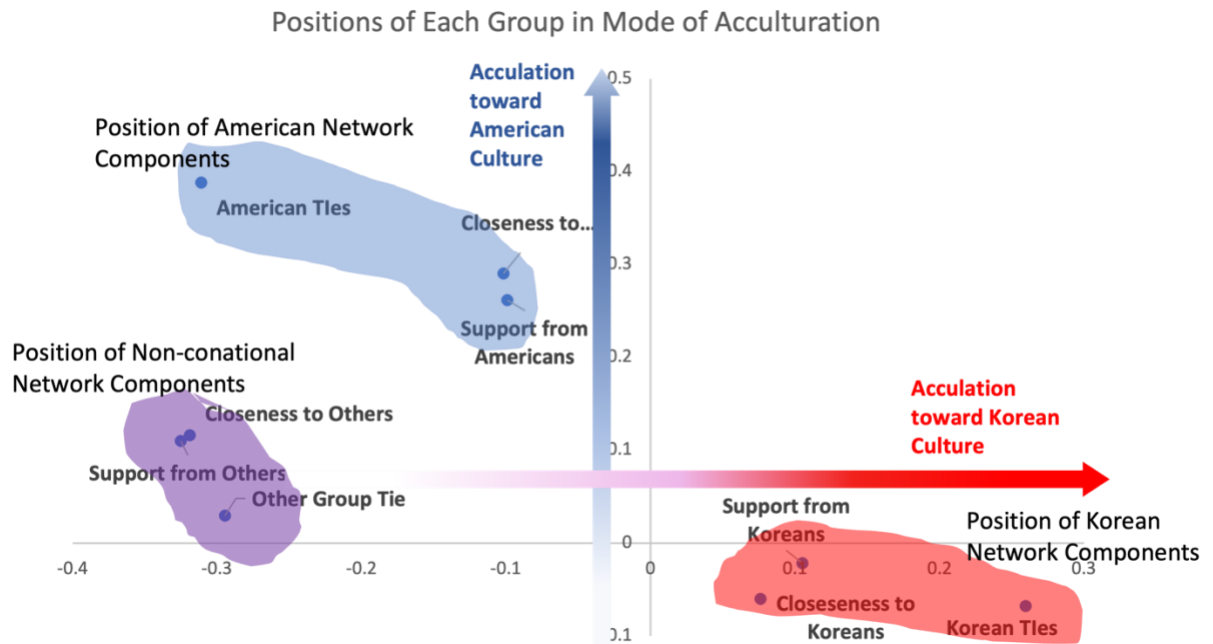 Positions of Each Group in Mode of Acculturation
Acculation
toward
American
Culture
0.5
Position of American Network
Components
0.4
American TIes
Closeness to...
0.3
Support from
Americans
0.2
Position of Non-conational
Network Components
Closeness to Others
Support from Others
Other Group Tie
Acculation
toward Korean
Culture
0.1
Support from
Koreans
Position of Korean
Network Components
0
-0.4
-0.3
-0.2
-0.1
0
0.1
0.2
0.3
Closeseness to
Koreans
Korean TIes
0.1